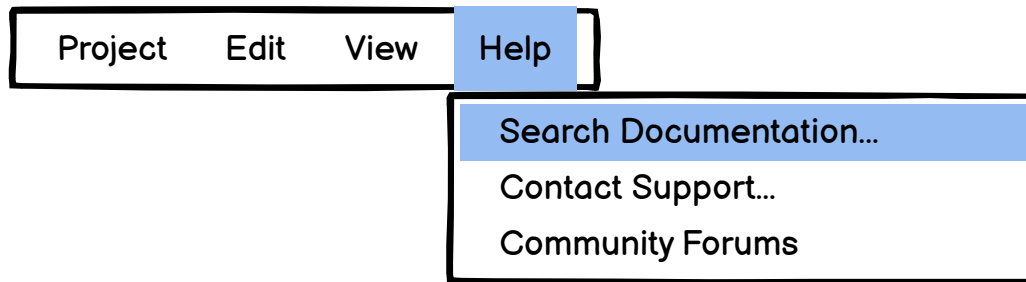 Project Edit View Help
Search Documentation...
Contact Support...
Community Forums